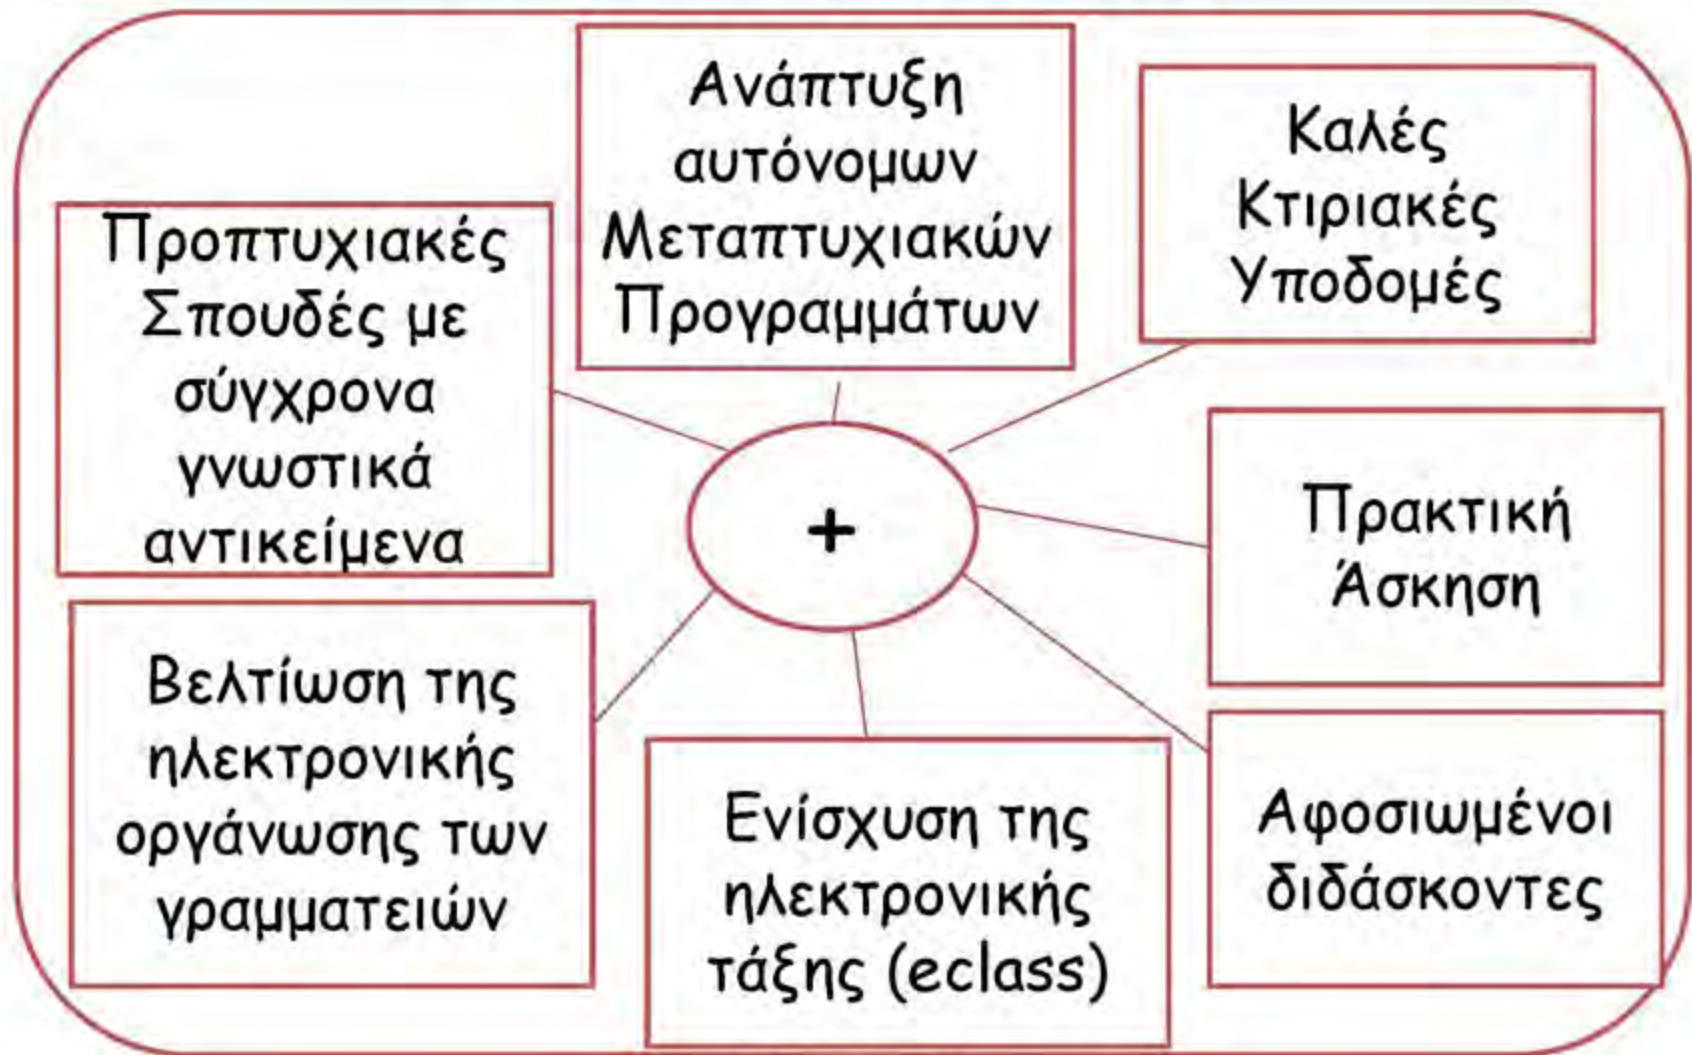 Ανάπτυξη
αυτόνομων
Μεταπτυχιακών
Προγραμμάτων
Καλές
Κτιριακές
Υποδομές
Προπτυχιακές
Σπουδές με
σύγχρονα
γνωστικά
αντικείμενα
+
Πρακτική
Άσκηση
Βελτίωση της
ηλεκτρονικής
οργάνωσης των
γραμματειών
Ενίσχυση της
ηλεκτρονικής
τάξης (eclass)
Αφοσιωμένοι
διδάσκοντες